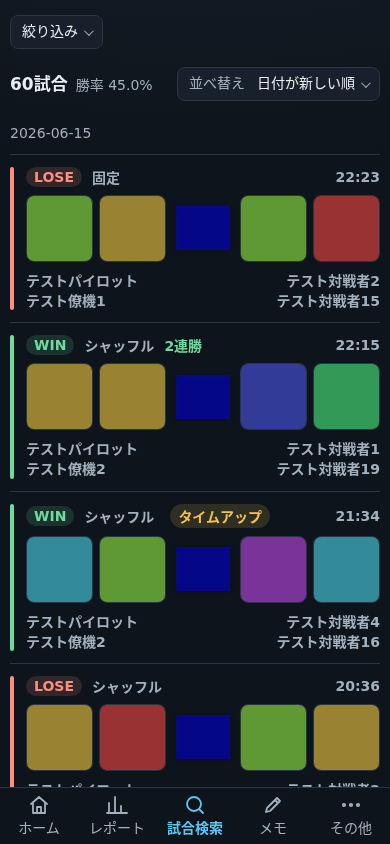 絞り込み
60試合 勝率 45.0% 並べ替え 日付が新しい順
2026-06-15
LOSE 固定 22:23
テストパイロット テスト対戦者2
テスト僚機1 テスト対戦者15
WIN シャッフル 2連勝 22:15
テストパイロット テスト対戦者1
テスト僚機2 テスト対戦者19
WIN シャッフル タイムアップ 21:34
テストパイロット テスト対戦者4
テスト僚機2 テスト対戦者16
LOSE シャッフル 20:36
ホーム レポート 試合検索 メモ その他